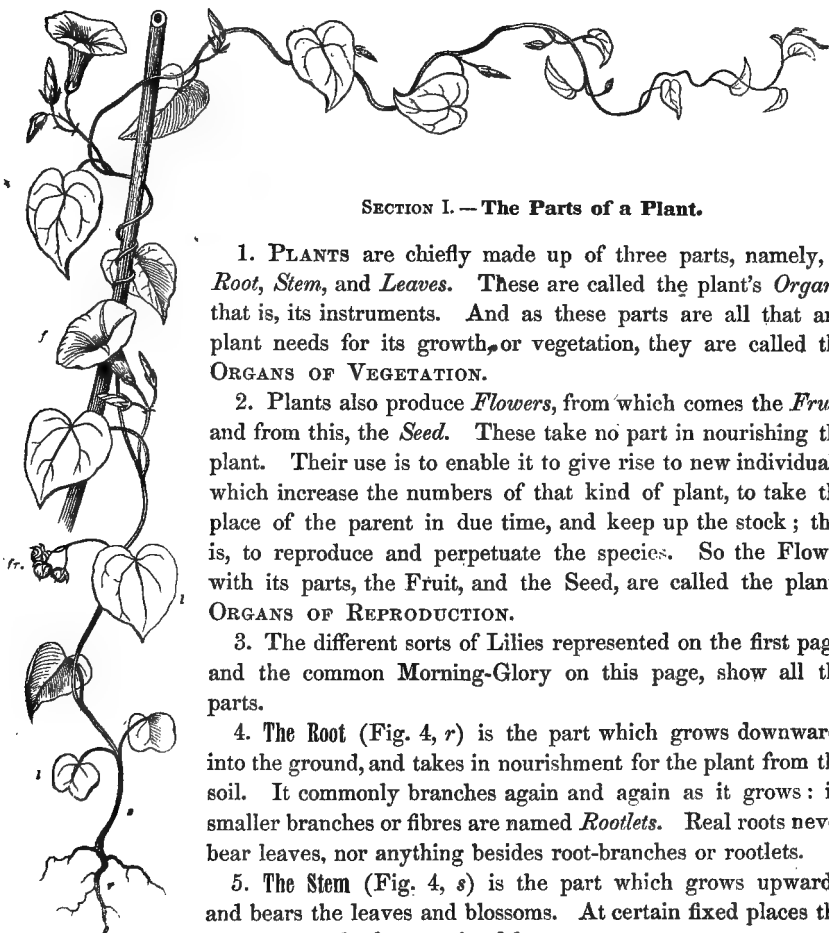 SECTION I. — The Parts of a Plant.
1. PLANTS are chiefly made up of three parts, namely,
Root, Stem, and Leaves. These are called the plant's
that is, its instruments. And as these parts are all that
plant needs for its growth, or vegetation, they are called
ORGANS OF VEGETATION.
2. Plants also produce Flowers, from which comes the
and from this, the Seed. These take no part in nourishing
plant. Their use is to enable it to give rise to new
which increase the numbers of that kind of plant, to take
place of the parent in due time, and keep up the stock ;
is, to reproduce and perpetuate the species. So the
with its parts, the Fruit, and the Seed, are called the
ORGANS OF REPRODUCTION.
3. The different sorts of Lilies represented on the first
and the common Morning-Glory on this page, show all
parts.
4. The Root (Fig. 4, r) is the part which grows
into the ground, and takes in nourishment for the plant from
soil. It commonly branches again and again as it grows :
smaller branches or fibres are named Rootlets. Real roots
bear leaves, nor anything besides root-branches or rootlets.
5. The Stem (Fig. 4, s) is the part which grows
and bears the leaves and blossoms. At certain fixed places
f
fr.
l
l